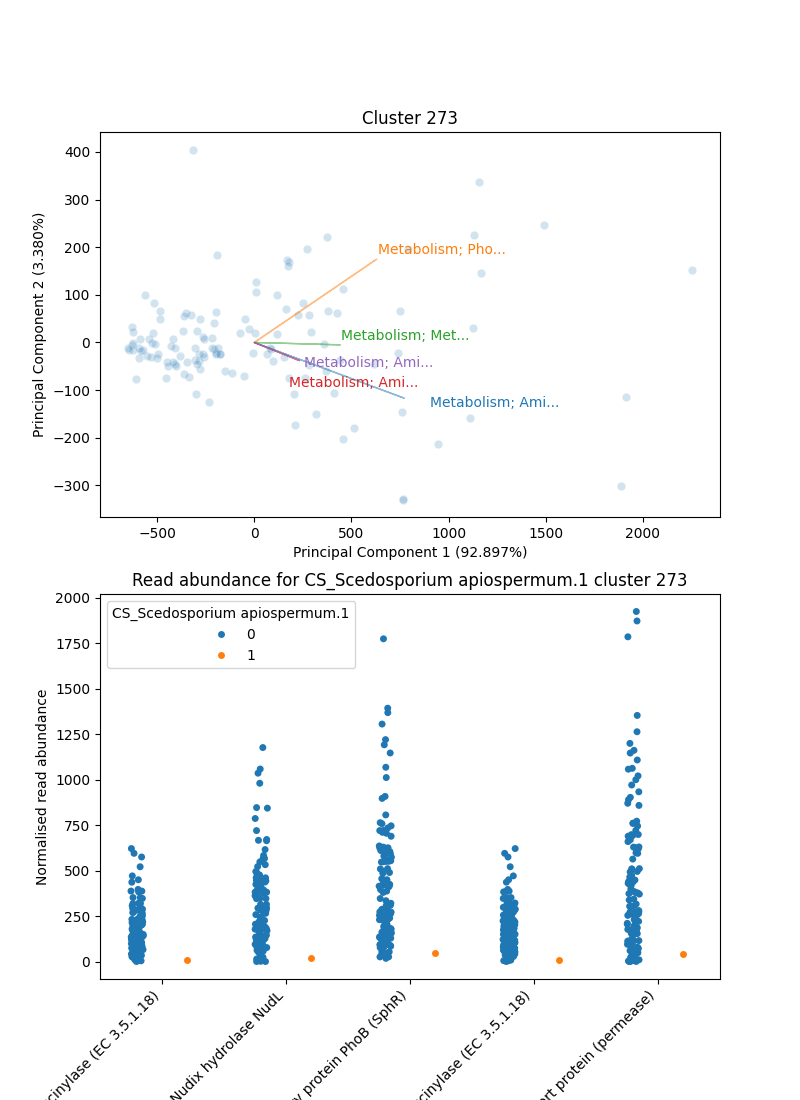 Cluster 273
400
300
200
100
0
−100
−200
−300
Principal Component 2 (3.380%)
Metabolism; Pho...
Metabolism; Met...
Metabolism; Ami...
Metabolism; Ami...
Metabolism; Ami...
−500
0
500
1000
1500
2000
Principal Component 1 (92.897%)
Read abundance for CS_Scedosporium apiospermum.1 cluster 273
2000
1750
1500
1250
1000
750
500
250
0
Normalised read abundance
CS_Scedosporium apiospermum.1
0
1
cinylase (EC 3.5.1.18)
Nudix hydrolase NudL
protein PhoB (SphR)
cinylase (EC 3.5.1.18)
ort protein (permease)